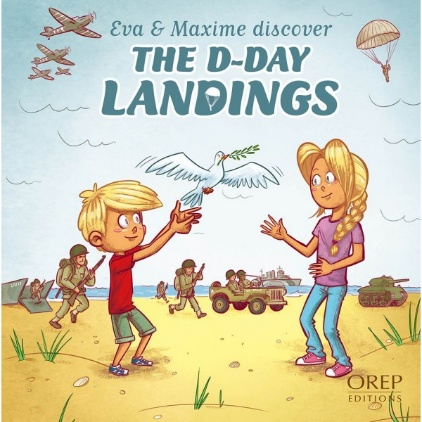 Eva & Maxime discover
THE D-DAY
LANDINGS
OREP
EDITIONS